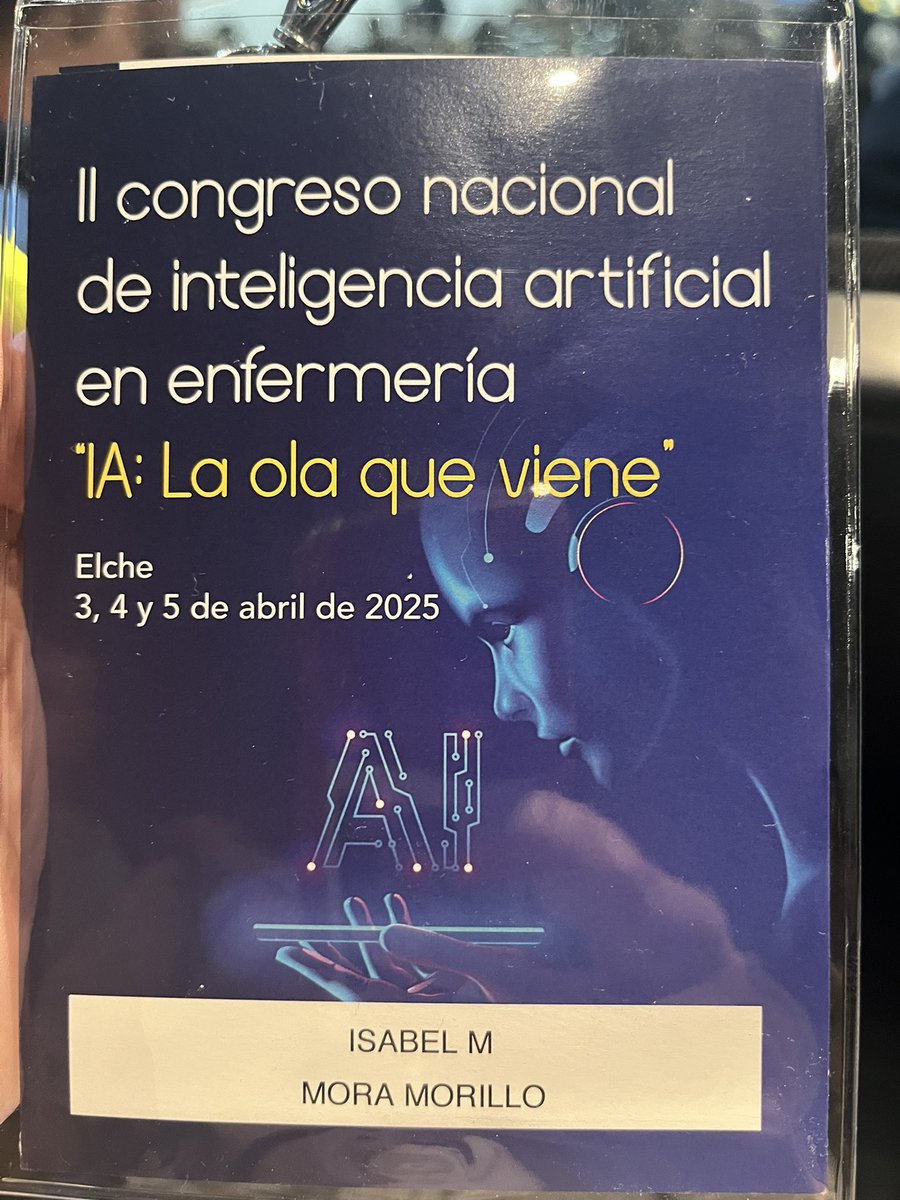 II congreso nacional
de inteligencia artificial
en enfermería
“IA: La ola que viene”
Elche
3, 4 y 5 de abril de 2025
AI
ISABEL M
MORA MORILLO